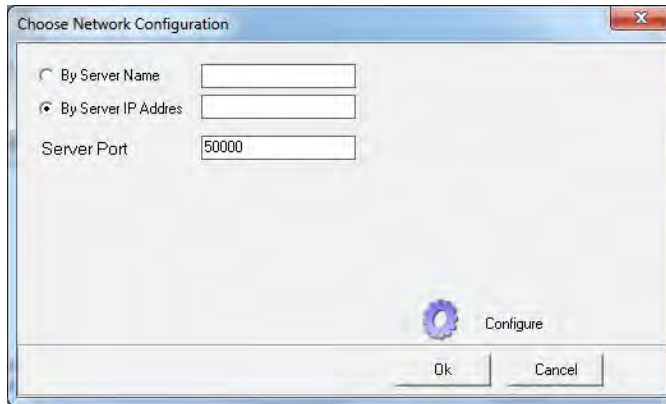 Choose Network Configuration
By Server Name
By Server IP Addres
Server Port 50000
Configure
Ok Cancel